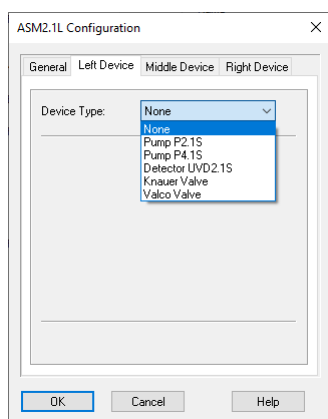 ASM2.1L Configuration
General Left Device Middle Device Right Device
Device Type: None
None
Pump P2.1S
Pump P4.1S
Detector UVD2.1S
Knauer Valve
Valco Valve
OK Cancel Help